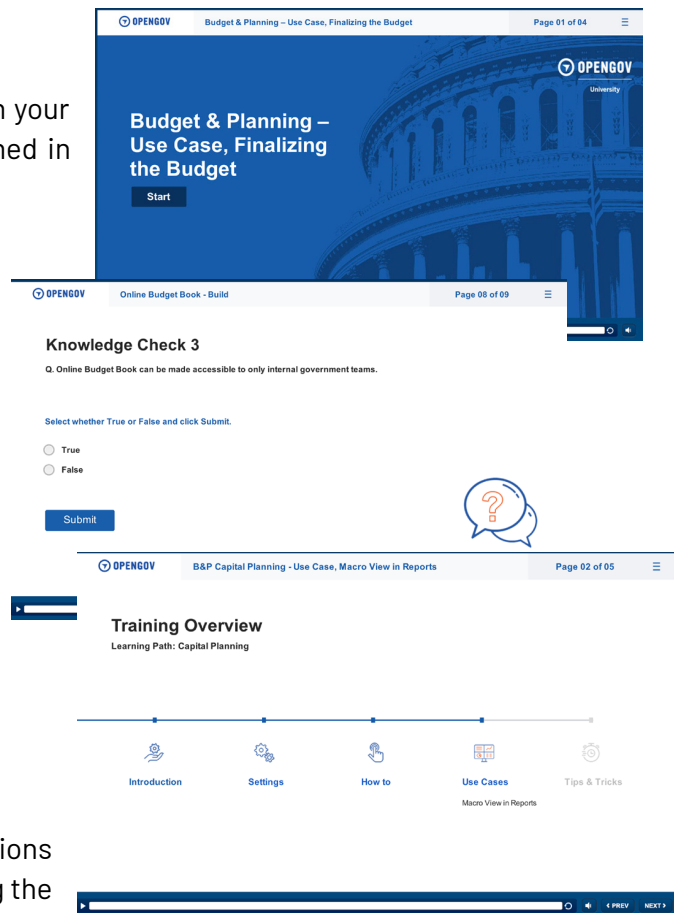 OPENGOV Budget & Planning – Use Case, Finalizing the Budget Page 01 of 04
OPENGOV
University
your
in
Budget & Planning –
Use Case, Finalizing
the Budget
Start
OPENGOV Online Budget Book - Build Page 08 of 09
Knowledge Check 3
Q. Online Budget Book can be made accessible to only internal government teams.
Select whether True or False and click Submit.
True
False
?
Submit
OPENGOV B&P Capital Planning - Use Case, Macro View in Reports Page 02 of 05
Training Overview
Learning Path: Capital Planning
Introduction Settings How to Use Cases Tips & Tricks
Macro View in Reports
the
PREV NEXT